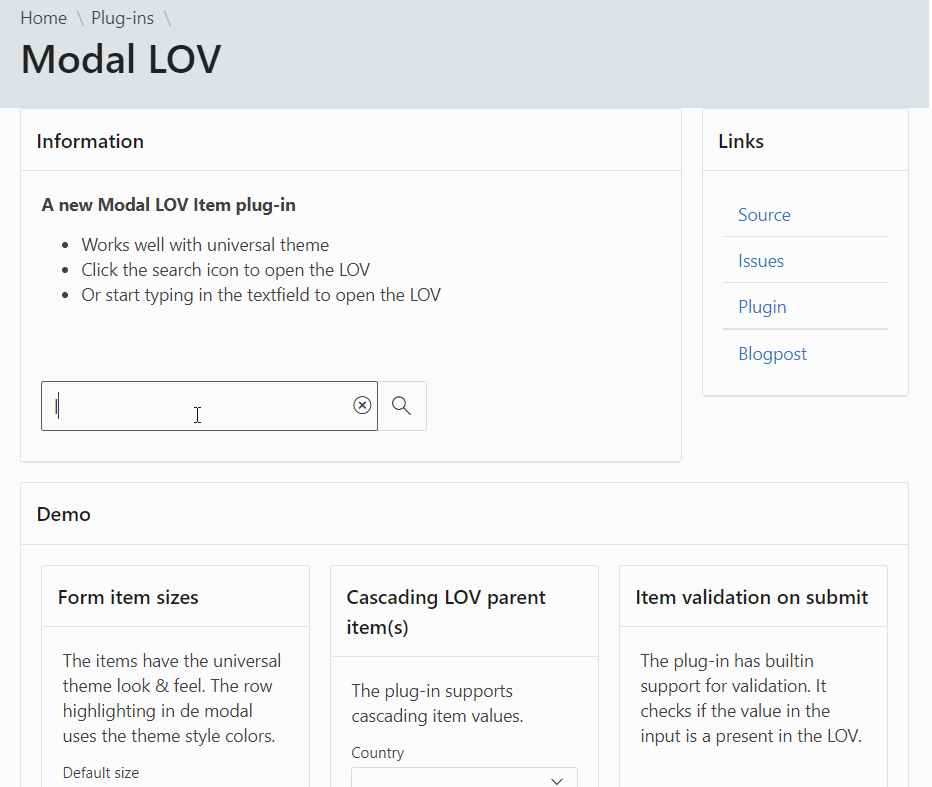 Home \ Plug-ins \
Modal LOV
Information
A new Modal LOV Item plug-in
• Works well with universal theme
• Click the search icon to open the LOV
• Or start typing in the textfield to open the LOV
Links
Source
Issues
Plugin
Blogpost
Demo
Form item sizes
The items have the universal
theme look & feel. The row
highlighting in de modal
uses the theme style colors.
Default size
Cascading LOV parent
item(s)
The plug-in supports
cascading item values.
Country
Item validation on submit
The plug-in has builtin
support for validation. It
checks if the value in the
input is a present in the LOV.